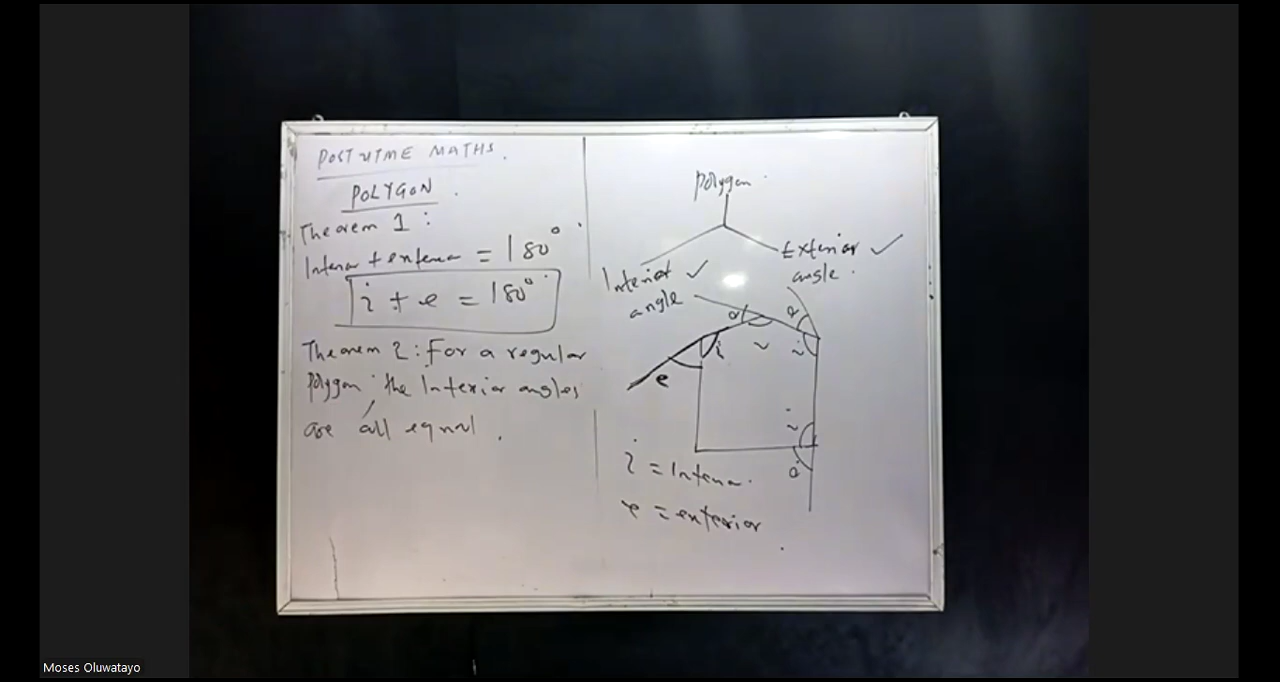 POST UTME MATHS.
POLYGON.
Theorem 1:
Interior + exterior = 180°.
i + e = 180°.
Theorem 2: For a regular
polygon, the Interior angles
are all equal.
polygon.
Interior ✓
angle
Exterior ✓
angle.
e
i
e
i
e
i
i
e
i = Interior.
e = exterior
Moses Oluwatayo